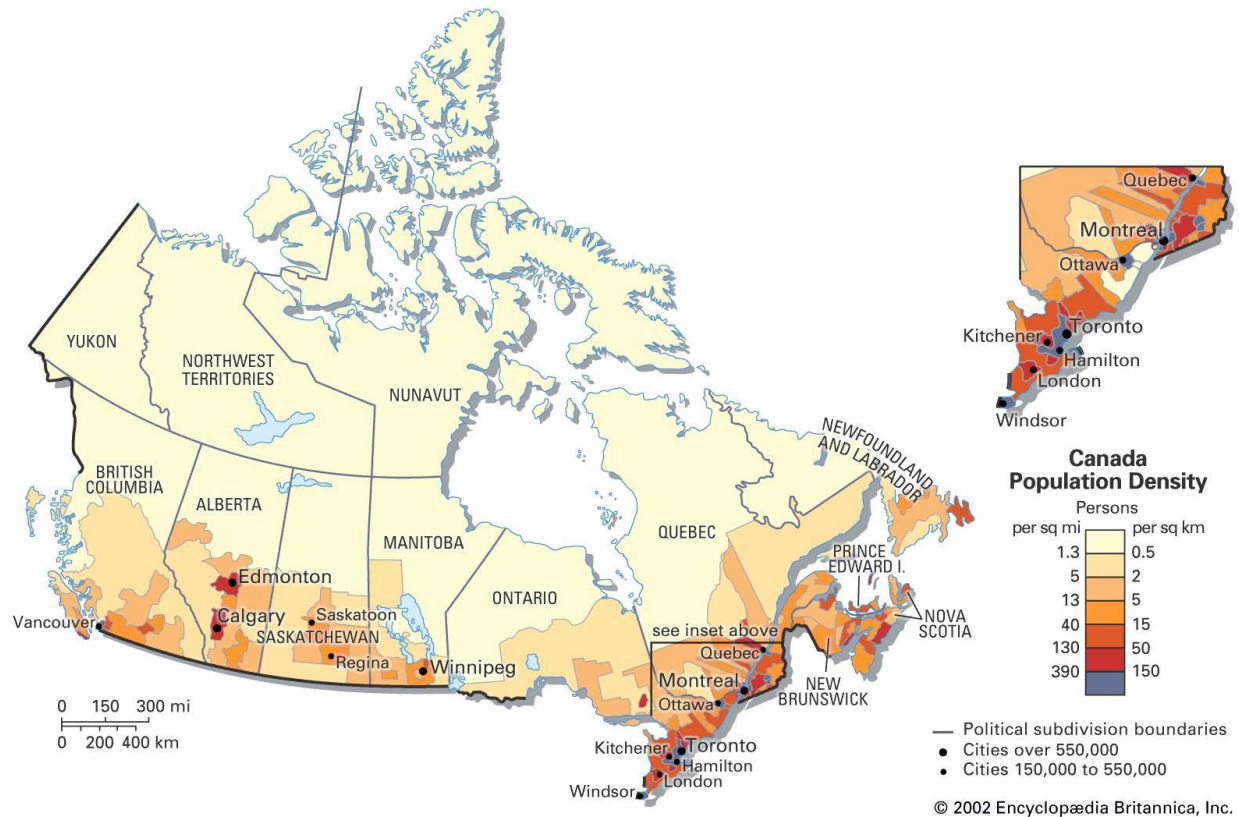 YUKON
NORTHWEST
TERRITORIES
NUNAVUT
BRITISH
COLUMBIA
ALBERTA
MANITOBA
ONTARIO
QUEBEC
NEWFOUNDLAND
AND LABRADOR
PRINCE
EDWARD I.
NOVA
SCOTIA
NEW
BRUNSWICK
Edmonton
Calgary
Saskatoon
SASKATCHEWAN
Regina
Winnipeg
Vancouver
see inset above
Quebec
Montreal
Ottawa
Kitchener
Toronto
Hamilton
London
Windsor
0 150 300 mi
0 200 400 km
Quebec
Montreal
Ottawa
Toronto
Kitchener
Hamilton
London
Windsor
Canada
Population Density
Persons
per sq mi per sq km
1.3 0.5
5 2
13 5
40 15
130 50
390 150
Political subdivision boundaries
Cities over 550,000
Cities 150,000 to 550,000
© 2002 Encyclopædia Britannica, Inc.